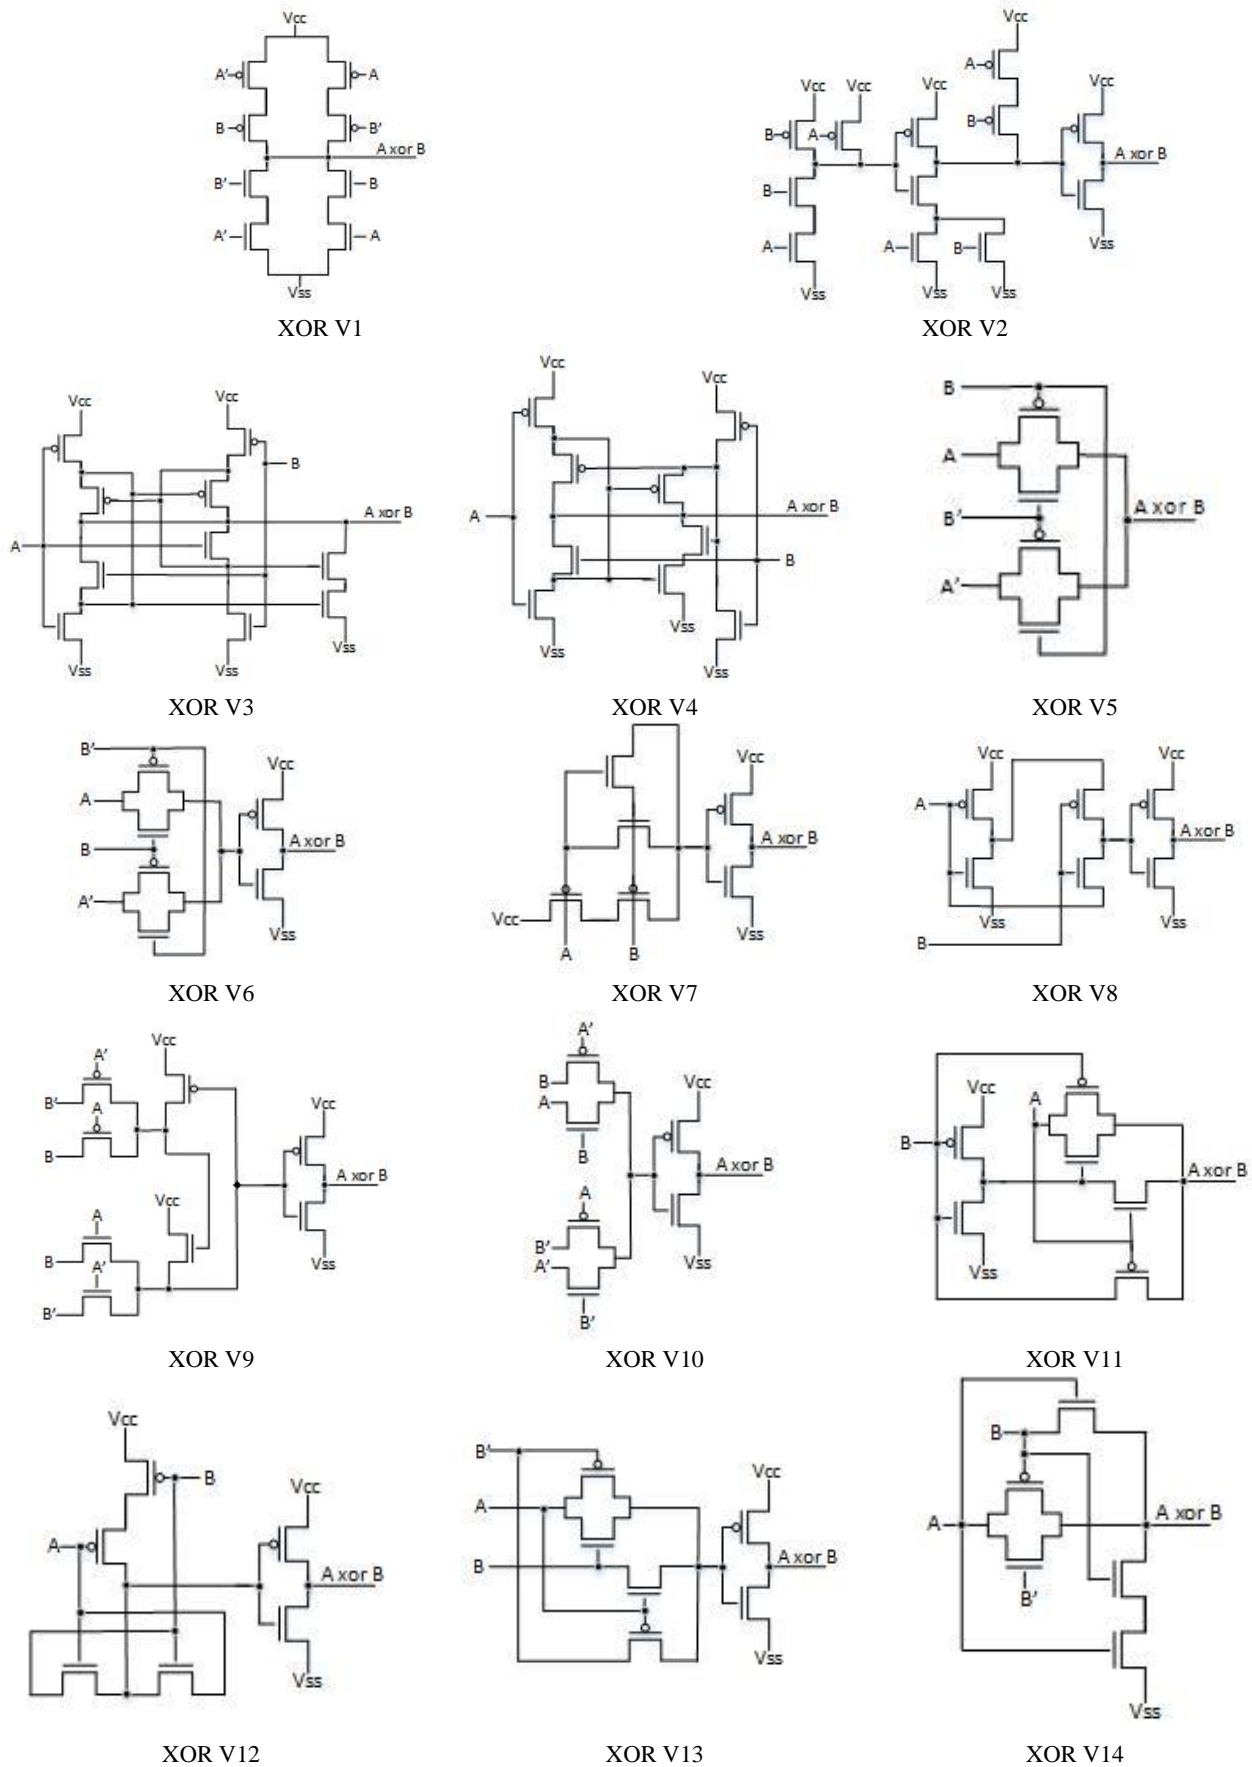 Vcc
A' A
B B'
A xor B
B' B
A' A
Vss
XOR V1
Vcc
A
Vcc Vcc Vcc Vcc
B A B
A xor B
B
A A B
Vss Vss Vss Vss
XOR V2
Vcc Vcc
B
A xor B
A
Vss Vss Vss
XOR V3
Vcc Vcc
A A xor B
B
Vss Vss Vss
XOR V4
B
A
B' A xor B
A'
XOR V5
B' Vcc
A
B A xor B
A'
Vss
XOR V6
Vcc
A xor B
Vcc Vss
A B
XOR V7
Vcc Vcc
A
A xor B
Vss Vss
B
XOR V8
Vcc
A'
B' A Vcc
B
A xor B
A Vcc
B A' Vss
B'
XOR V9
A'
B Vcc
A
B
A xor B
A
B'
A' Vss
B'
XOR V10
Vcc A
B
A xor B
Vss
XOR V11
Vcc
B Vcc
A
A xor B
Vss
XOR V12
B' Vcc
A
B A xor B
Vss
XOR V13
B
A A xor B
B'
Vss
XOR V14